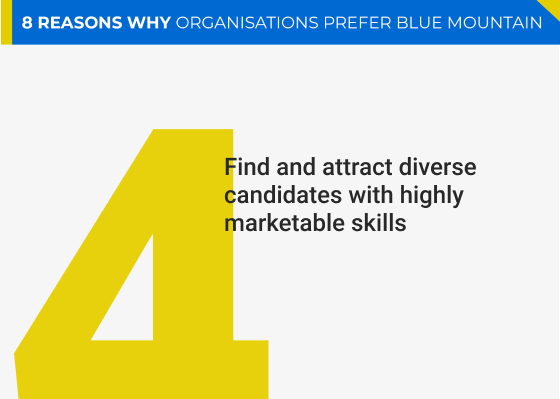 8 REASONS WHY ORGANISATIONS PREFER BLUE MOUNTAIN
4
Find and attract diverse
candidates with highly
marketable skills